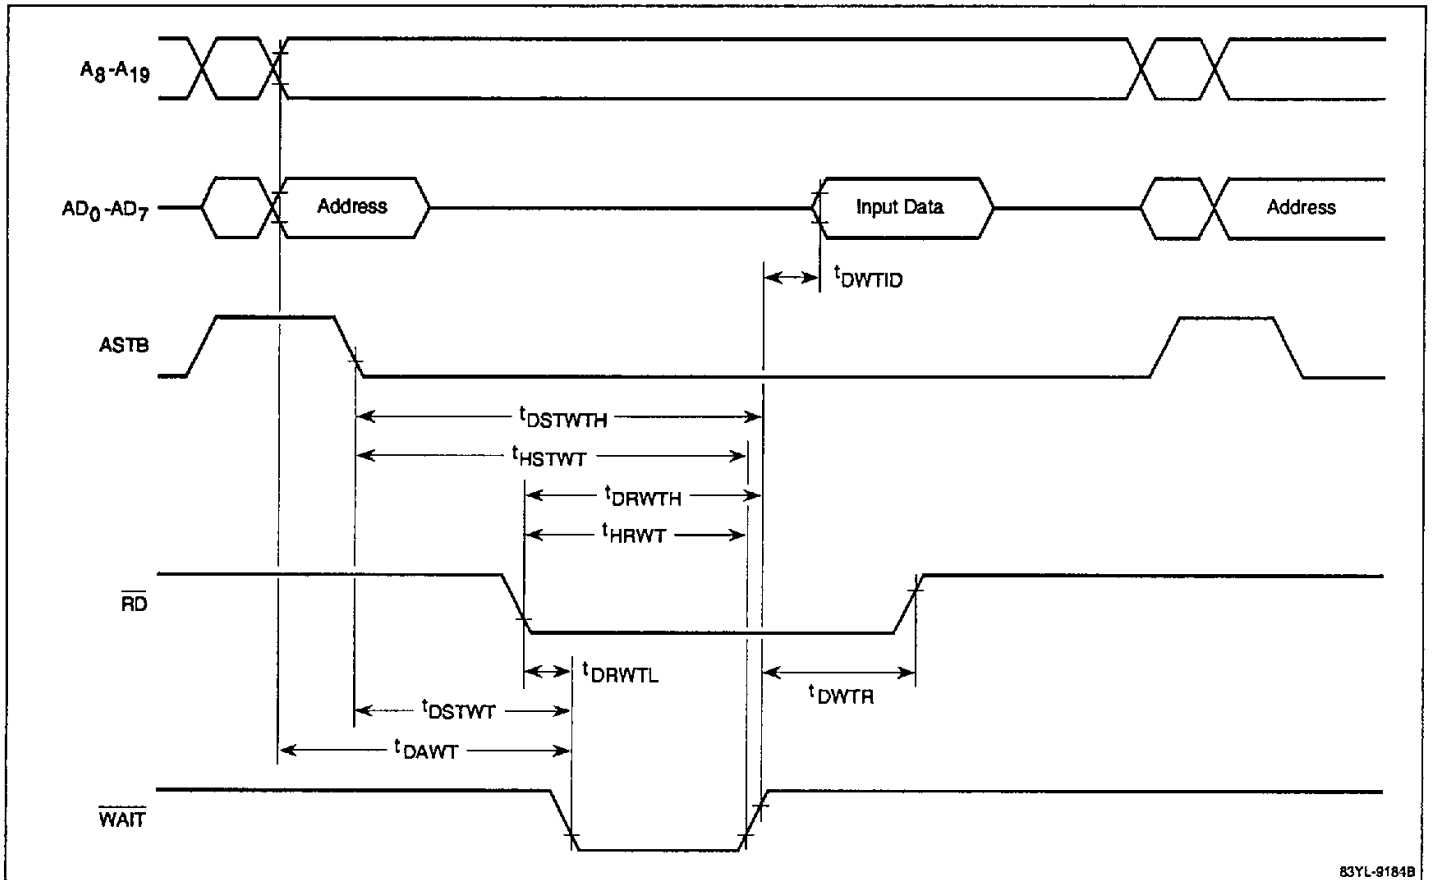 A8-A19
AD0-AD7
Address
Input Data
Address
tDWTID
ASTB
tDSTWTH
tHSTWT
tDRWTH
tHRWT
RD
tDRWTL
tDWTR
tDSTWT
tDAWT
WAIT
83YL-9184B